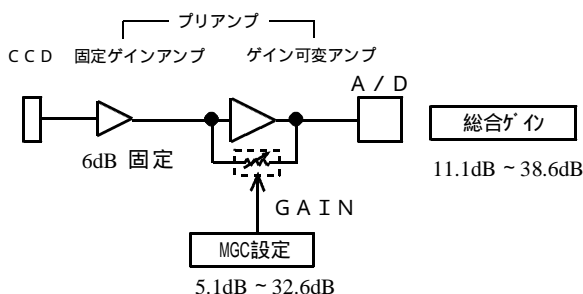 プリアンプ
ＣＣＤ 固定ゲインアンプ ゲイン可変アンプ
Ａ／Ｄ
総合ｹﾞｲﾝ
6dB 固定
11.1dB ~ 38.6dB
ＧＡＩＮ
MGC設定
5.1dB ~ 32.6dB